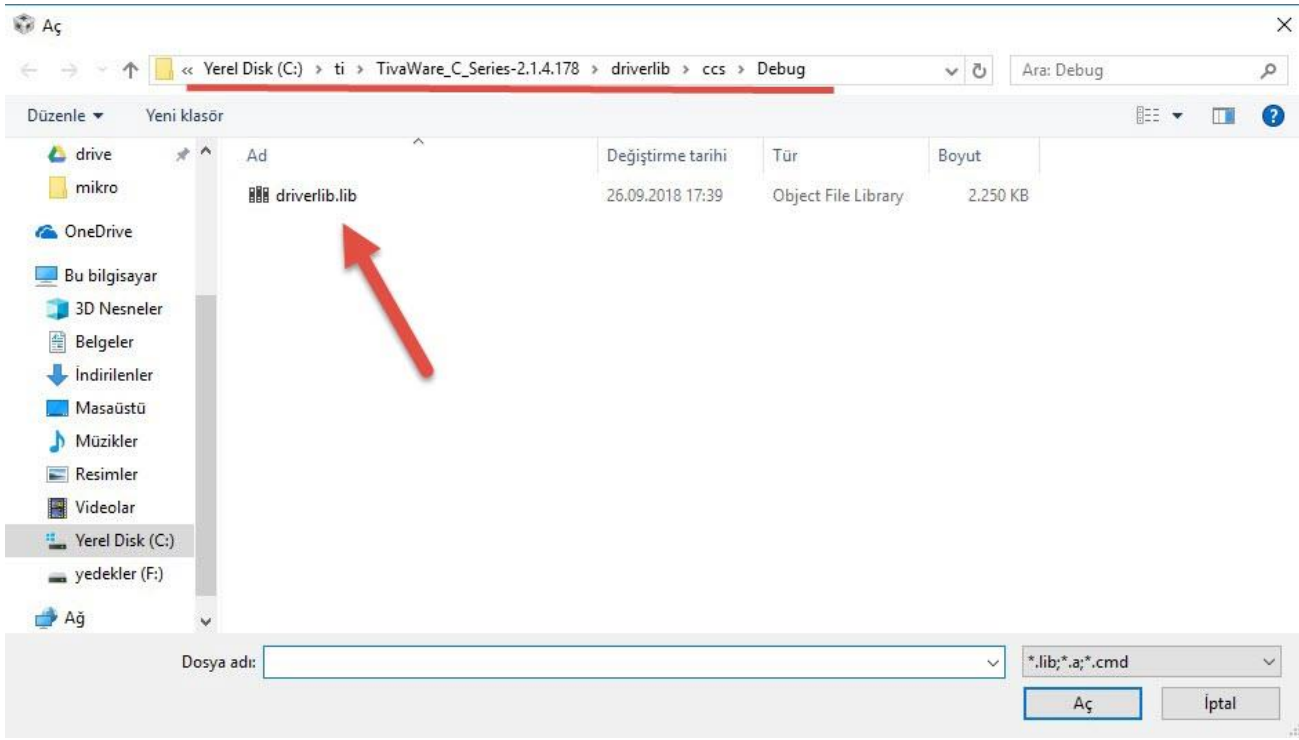 Aç
« Yerel Disk (C:) › ti › TivaWare_C_Series-2.1.4.178 › driverlib › ccs › Debug
Ara: Debug
Düzenle
Yeni klasör
drive
mikro
OneDrive
Bu bilgisayar
3D Nesneler
Belgeler
İndirilenler
Masaüstü
Müzikler
Resimler
Videolar
Yerel Disk (C:)
yedekler (F:)
Ağ
Ad Değiştirme tarihi Tür Boyut
driverlib.lib 26.09.2018 17:39 Object File Library 2.250 KB
Dosya adı:
*.lib;*.a;*.cmd
Aç İptal